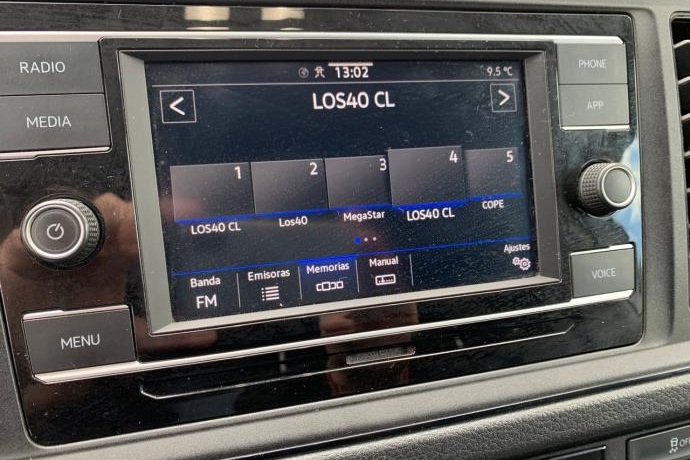 RADIO
MEDIA
MENU
PHONE
APP
VOICE
13:02
9.5 °C
<
LOS40 CL
>
1
2
3
4
5
LOS40 CL
Los40
MegaStar
LOS40 CL
COPE
Banda
FM
Emisoras
Memorias
Manual
Ajustes
OFF